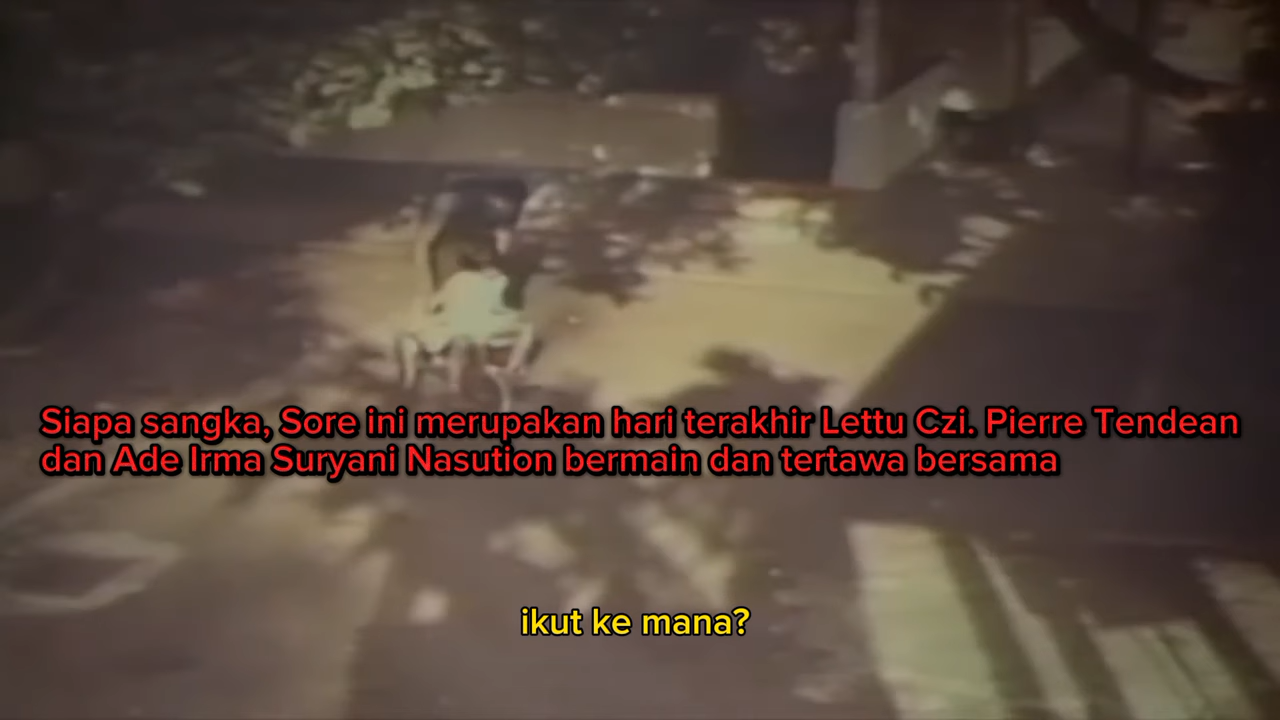 Siapa sangka, Sore ini merupakan hari terakhir Lettu Czi. Pierre Tendean
dan Ade Irma Suryani Nasution bermain dan tertawa bersama
ikut ke mana?